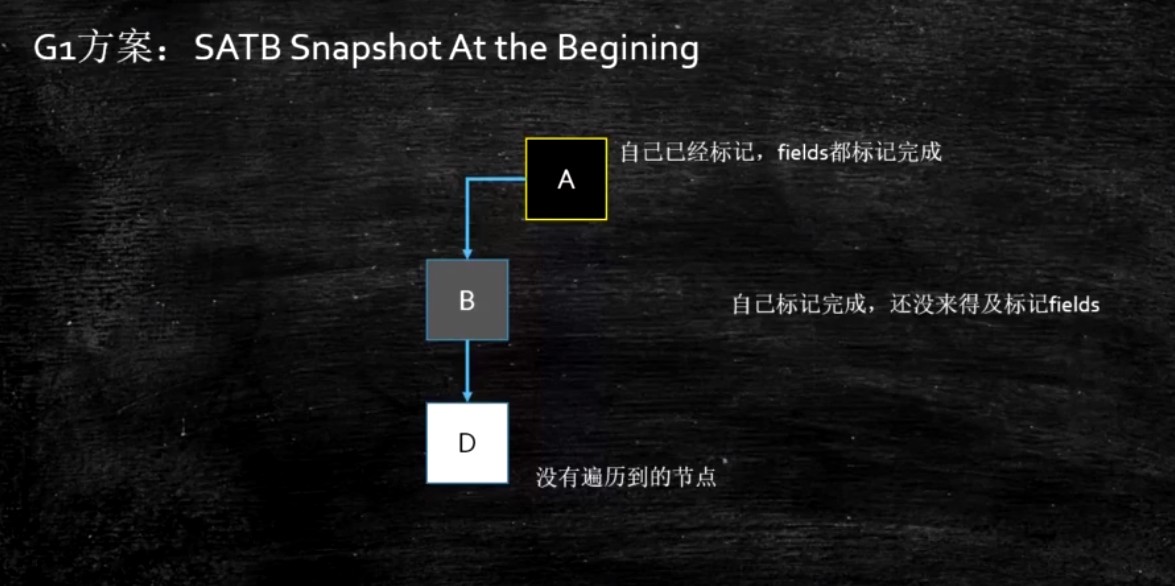 G1方案：SATB Snapshot At the Begining
A
自己已经标记，fields都标记完成
B
自己标记完成，还没来得及标记fields
D
没有遍历到的节点